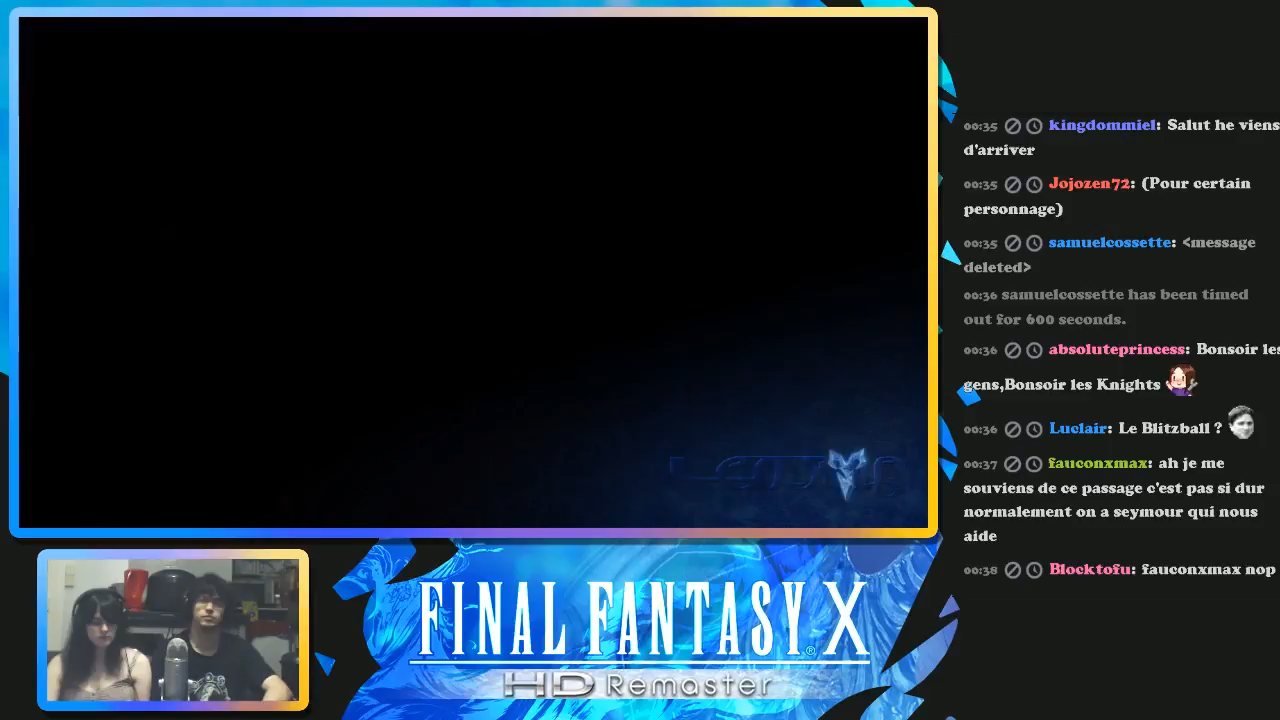 00:35 kingdommiel: Salut he viens
d'arriver
00:35 Jojozen72: (Pour certain
personnage)
00:35 samuelcossette: <message
deleted>
00:36 samuelcossette has been timed
out for 600 seconds.
00:36 absoluteprincess: Bonsoir les
gens,Bonsoir les Knights
00:36 Luclair: Le Blitzball ?
00:37 fauconxmax: ah je me
souviens de ce passage c'est pas si dur
normalement on a seymour qui nous
aide
00:38 Blocktofu: fauconxmax nop
FINAL FANTASY® X
HD Remaster